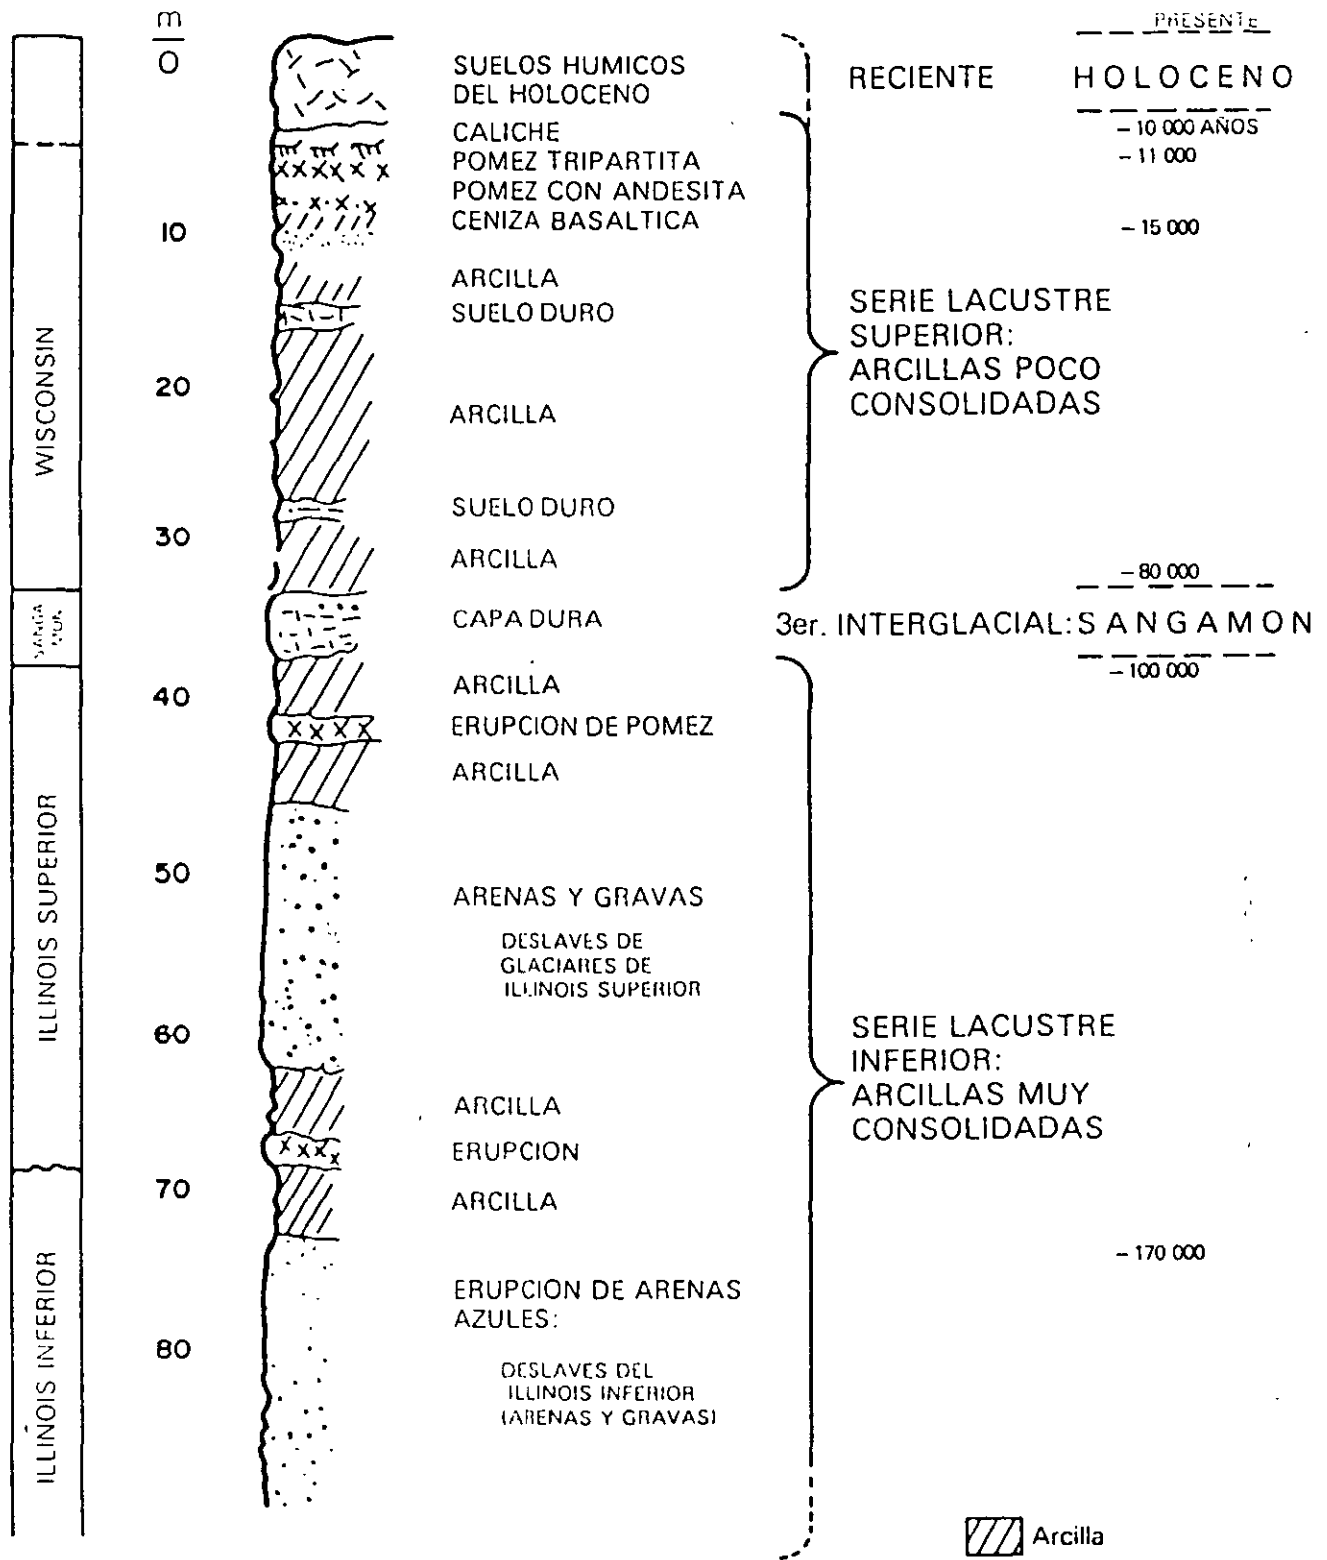 m
0
10
20
30
40
50
60
70
80
WISCONSIN
SANGA
MON
ILLINOIS SUPERIOR
ILLINOIS INFERIOR
SUELOS HUMICOS
DEL HOLOCENO
CALICHE
POMEZ TRIPARTITA
POMEZ CON ANDESITA
CENIZA BASALTICA
ARCILLA
SUELO DURO
ARCILLA
SUELO DURO
ARCILLA
CAPA DURA
ARCILLA
ERUPCION DE POMEZ
ARCILLA
ARENAS Y GRAVAS
DESLAVES DE
GLACIARES DE
ILLINOIS SUPERIOR
ARCILLA
ERUPCION
ARCILLA
ERUPCION DE ARENAS
AZULES:
DESLAVES DEL
ILLINOIS INFERIOR
(ARENAS Y GRAVAS)
RECIENTE
SERIE LACUSTRE
SUPERIOR:
ARCILLAS POCO
CONSOLIDADAS
3er. INTERGLACIAL: SANGAMON
SERIE LACUSTRE
INFERIOR:
ARCILLAS MUY
CONSOLIDADAS
PRESENTE
HOLOCENO
– 10 000 AÑOS
– 11 000
– 15 000
– 80 000
– 100 000
– 170 000
Arcilla